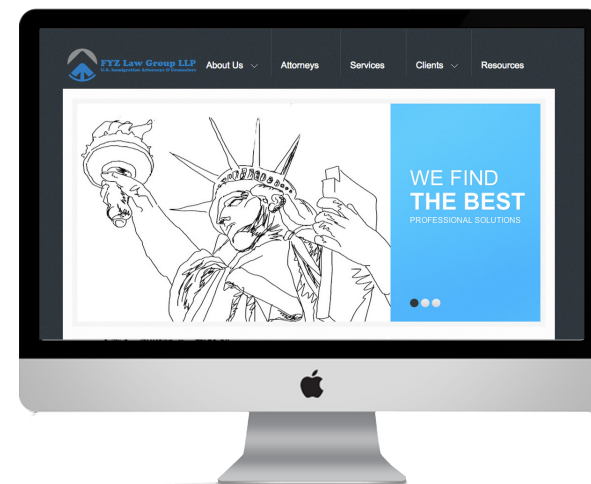 FYZ Law Group LLP
U.S. Immigration Attorneys & Counselors
About Us
Attorneys
Services
Clients
Resources
WE FIND
THE BEST
PROFESSIONAL SOLUTIONS